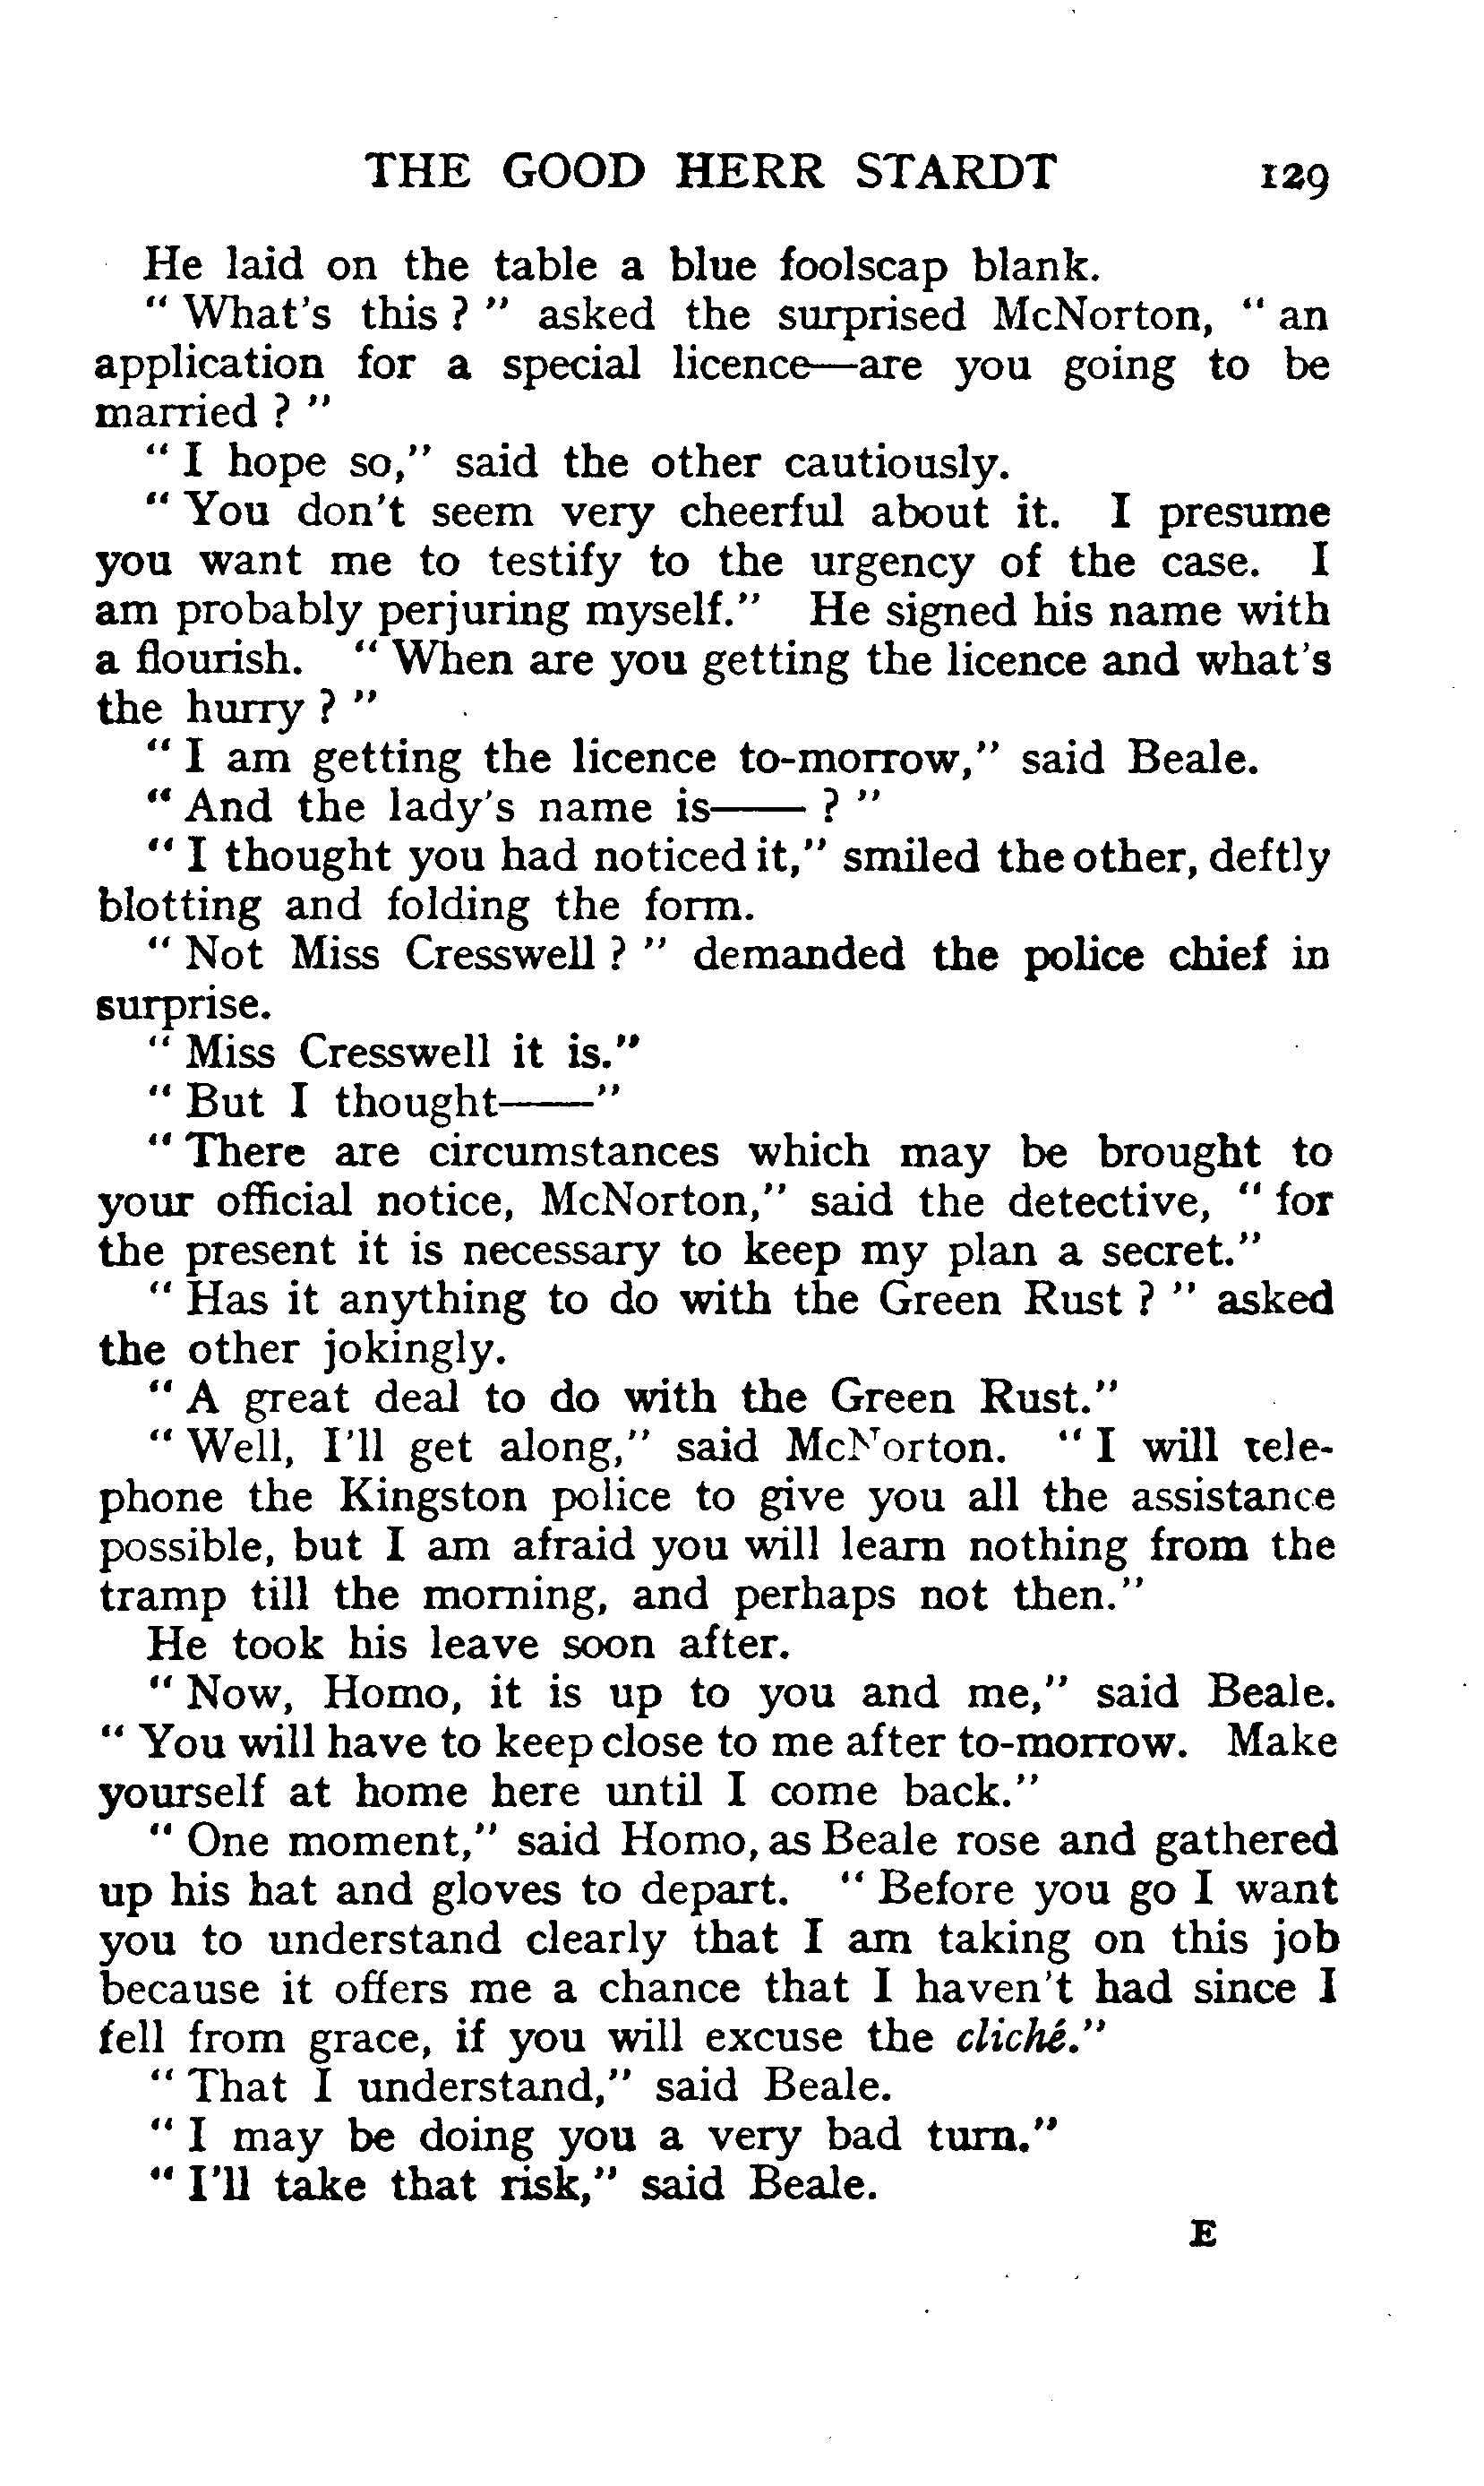 THE GOOD HERR STARDT 129
He laid on the table a blue foolscap blank.
" What's this ? " asked the surprised McNorton, " an
application for a special licence—are you going to be
married ? "
" I hope so," said the other cautiously.
" You don't seem very cheerful about it. I presume
you want me to testify to the urgency of the case. I
am probably perjuring myself." He signed his name with
a flourish. " When are you getting the licence and what's
the hurry ? "
" I am getting the licence to-morrow," said Beale.
" And the lady's name is—— ? "
" I thought you had noticed it," smiled the other, deftly
blotting and folding the form.
" Not Miss Cresswell ? " demanded the police chief in
surprise.
" Miss Cresswell it is."
" But I thought——"
" There are circumstances which may be brought to
your official notice, McNorton," said the detective, " for
the present it is necessary to keep my plan a secret."
" Has it anything to do with the Green Rust ? " asked
the other jokingly.
" A great deal to do with the Green Rust."
" Well, I'll get along," said McNorton. " I will tele-
phone the Kingston police to give you all the assistance
possible, but I am afraid you will learn nothing from the
tramp till the morning, and perhaps not then."
He took his leave soon after.
" Now, Homo, it is up to you and me," said Beale.
" You will have to keep close to me after to-morrow. Make
yourself at home here until I come back."
" One moment," said Homo, as Beale rose and gathered
up his hat and gloves to depart. " Before you go I want
you to understand clearly that I am taking on this job
because it offers me a chance that I haven't had since I
fell from grace, if you will excuse the cliché."
" That I understand," said Beale.
" I may be doing you a very bad turn."
" I'll take that risk," said Beale.
E